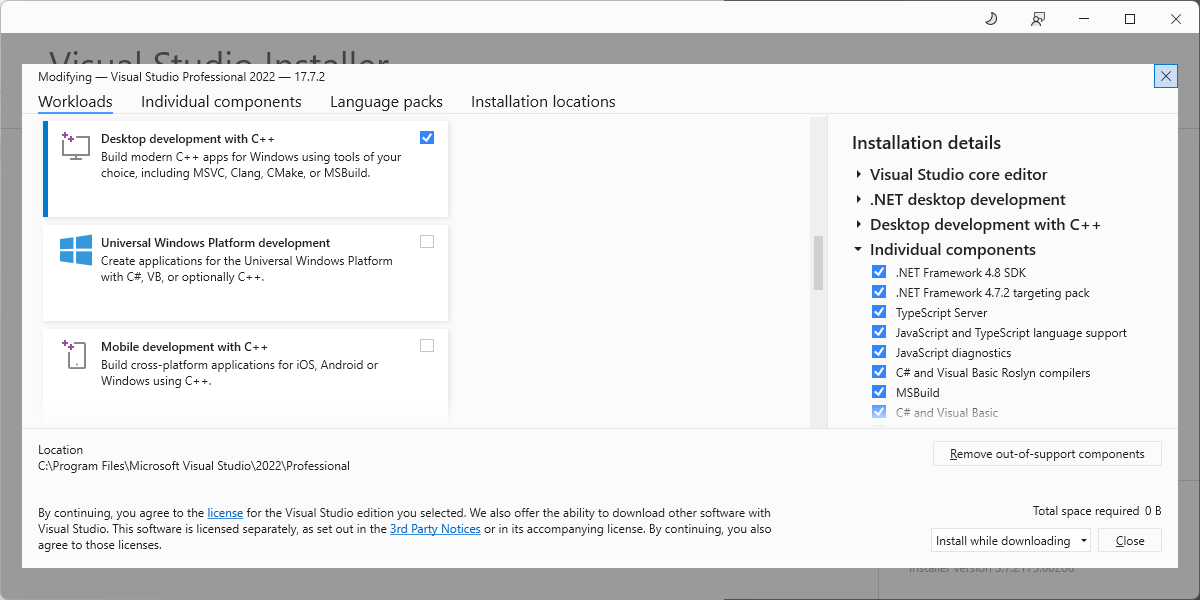 Visual Studio Installer
Modifying — Visual Studio Professional 2022 — 17.7.2
Workloads
Individual components
Language packs
Installation locations
Desktop development with C++
Build modern C++ apps for Windows using tools of your
choice, including MSVC, Clang, CMake, or MSBuild.
Universal Windows Platform development
Create applications for the Universal Windows Platform
with C#, VB, or optionally C++.
Mobile development with C++
Build cross-platform applications for iOS, Android or
Windows using C++.
Installation details
Visual Studio core editor
.NET desktop development
Desktop development with C++
Individual components
.NET Framework 4.8 SDK
.NET Framework 4.7.2 targeting pack
TypeScript Server
JavaScript and TypeScript language support
JavaScript diagnostics
C# and Visual Basic Roslyn compilers
MSBuild
C# and Visual Basic
Location
C:\Program Files\Microsoft Visual Studio\2022\Professional
Remove out-of-support components
By continuing, you agree to the license for the Visual Studio edition you selected. We also offer the ability to download other software with
Visual Studio. This software is licensed separately, as set out in the 3rd Party Notices or in its accompanying license. By continuing, you also
agree to those licenses.
Total space required 0 B
Install while downloading
Close
Installer version